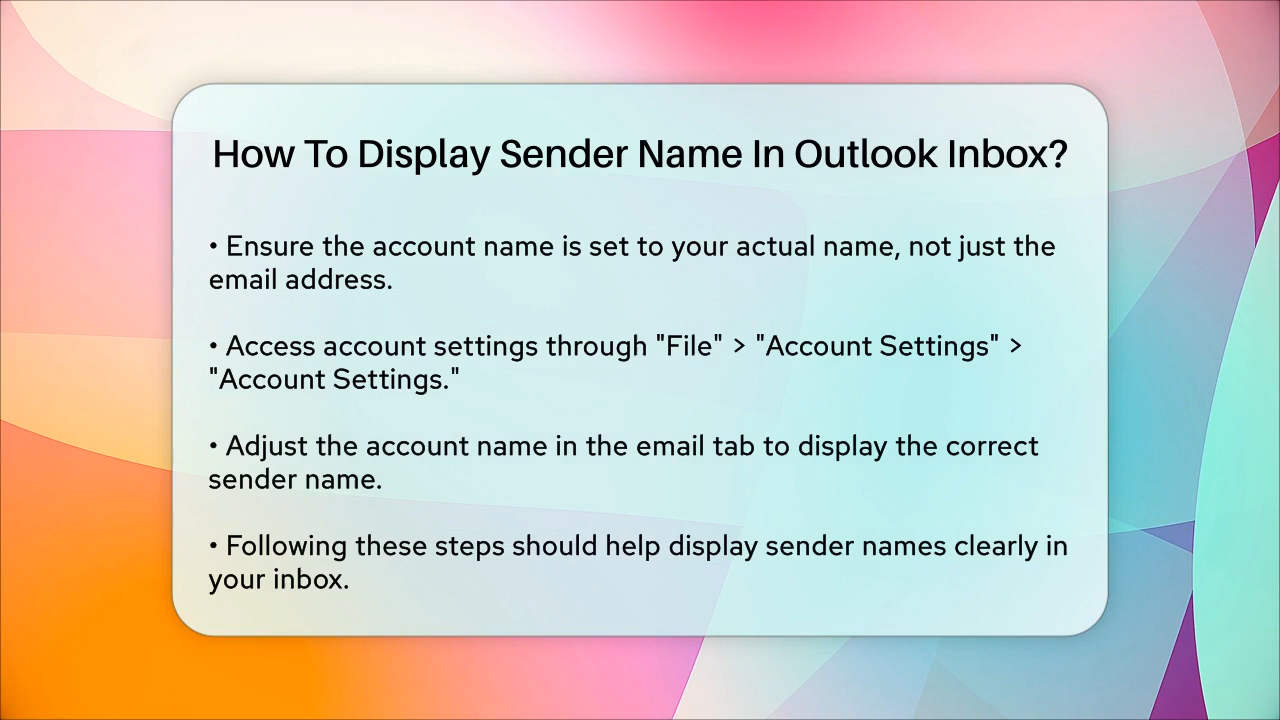 How To Display Sender Name In Outlook Inbox?
• Ensure the account name is set to your actual name, not just the
email address.
• Access account settings through "File" > "Account Settings" >
"Account Settings."
• Adjust the account name in the email tab to display the correct
sender name.
• Following these steps should help display sender names clearly in
your inbox.